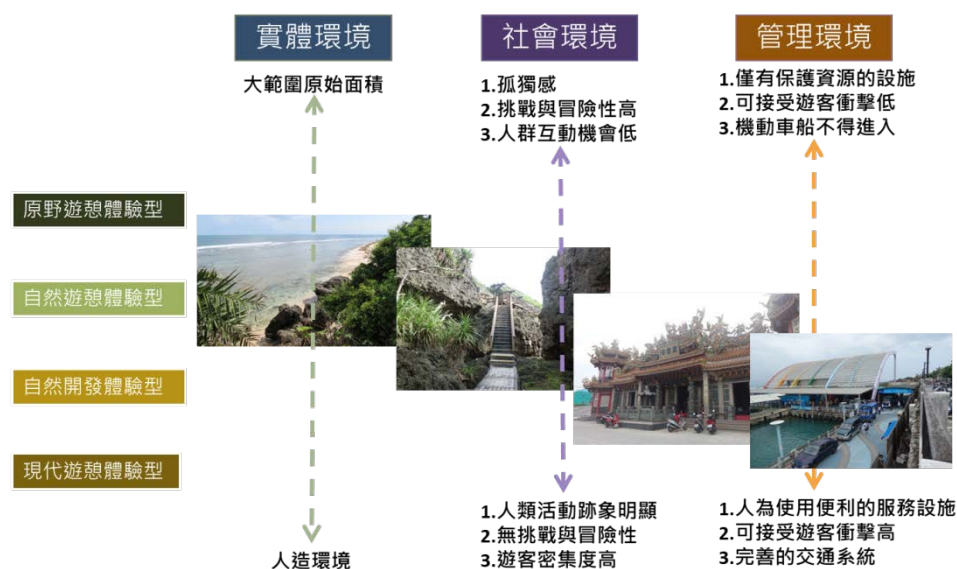 實體環境
社會環境
管理環境
大範圍原始面積
1.孤獨感
2.挑戰與冒險性高
3.人群互動機會低
1.僅有保護資源的設施
2.可接受遊客衝擊低
3.機動車船不得進入
原野遊憩體驗型
自然遊憩體驗型
自然開發體驗型
現代遊憩體驗型
人造環境
1.人類活動跡象明顯
2.無挑戰與冒險性
3.遊客密集度高
1.人為使用便利的服務設施
2.可接受遊客衝擊高
3.完善的交通系統